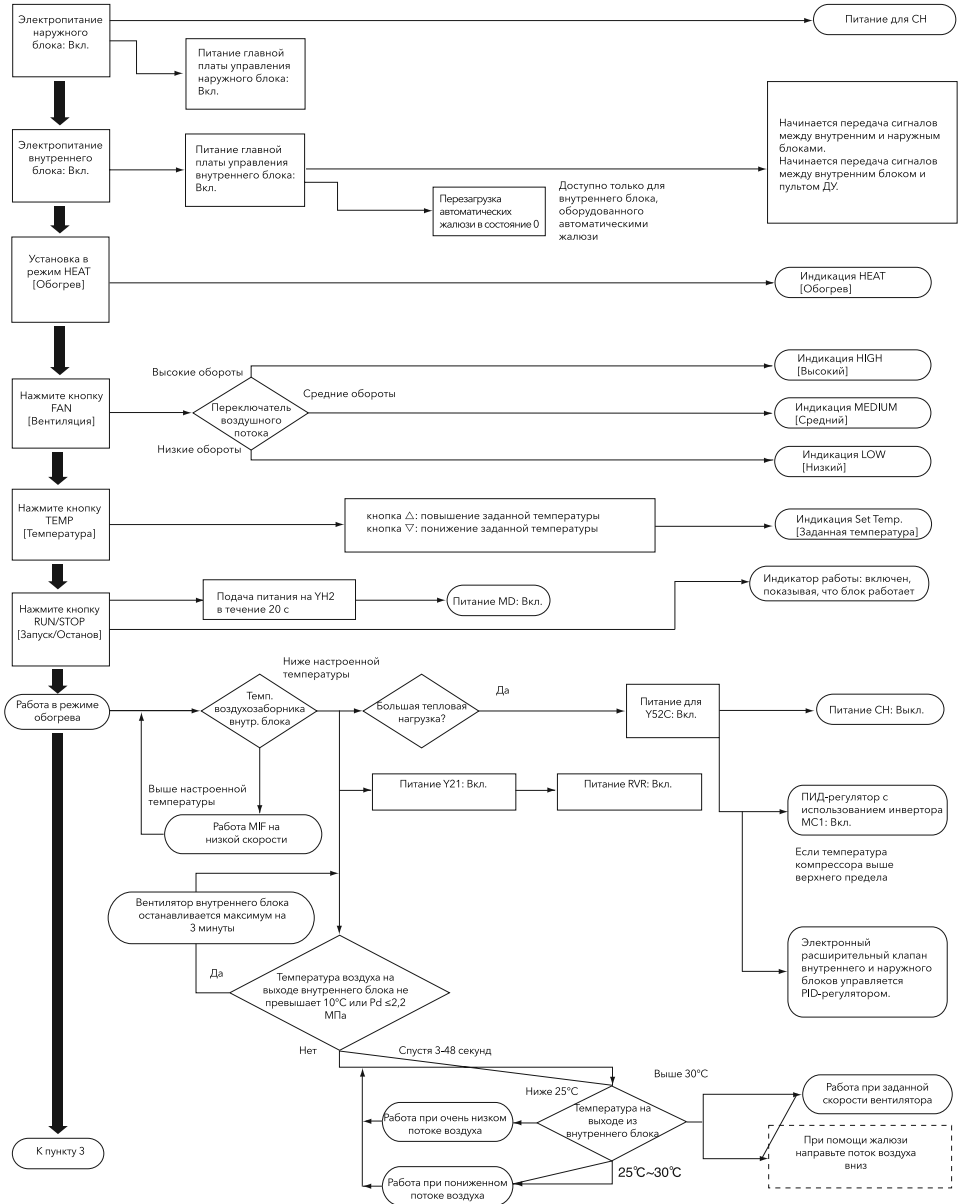 Электропитание
наружного
блока: Вкл.
Питание для CH
Питание главной
платы управления
наружного блока:
Вкл.
Электропитание
внутреннего
блока: Вкл.
Питание главной
платы управления
внутреннего блока:
Вкл.
Начинается передача сигналов
между внутренним и наружным
блоками.
Начинается передача сигналов
между внутренним блоком и
пультом ДУ.
Перезагрузка
автоматических
жалюзи в состояние 0
Доступно только для
внутреннего блока,
оборудованного
автоматическими
жалюзи
Установка в
режим HEAT
[Обогрев]
Индикация HEAT
[Обогрев]
Нажмите кнопку
FAN
[Вентиляция]
Высокие обороты
Переключатель
воздушного
потока
Средние обороты
Низкие обороты
Индикация HIGH
[Высокий]
Индикация MEDIUM
[Средний]
Индикация LOW
[Низкий]
Нажмите кнопку
TEMP
[Температура]
кнопка △: повышение заданной температуры
кнопка ▽: понижение заданной температуры
Индикация Set Temp.
[Заданная температура]
Нажмите кнопку
RUN/STOP
[Запуск/Останов]
Подача питания на YH2
в течение 20 с
Питание MD: Вкл.
Индикатор работы: включен,
показывая, что блок работает
Работа в режиме
обогрева
Темп.
воздухозаборника
внутр. блока
Ниже настроенной
температуры
Большая тепловая
нагрузка?
Да
Питание для
Y52C: Вкл.
Питание CH: Выкл.
Выше настроенной
температуры
Работа MIF на
низкой скорости
Питание Y21: Вкл.
Питание RVR: Вкл.
ПИД-регулятор с
использованием инвертора
MC1: Вкл.
Если температура
компрессора выше
верхнего предела
Вентилятор внутреннего блока
останавливается максимум на
3 минуты
Да
Температура воздуха на
выходе внутреннего блока не
превышает 10°C или Pd ≤2,2
МПа
Электронный
расширительный клапан
внутреннего и наружного
блоков управляется
PID-регулятором.
Нет
Спустя 3-48 секунд
Ниже 25°C
Выше 30°C
Температура на
выходе из
внутреннего блока
Работа при очень низком
потоке воздуха
25℃~30℃
Работа при пониженном
потоке воздуха
Работа при заданной
скорости вентилятора
При помощи жалюзи
направьте поток воздуха
вниз
К пункту 3